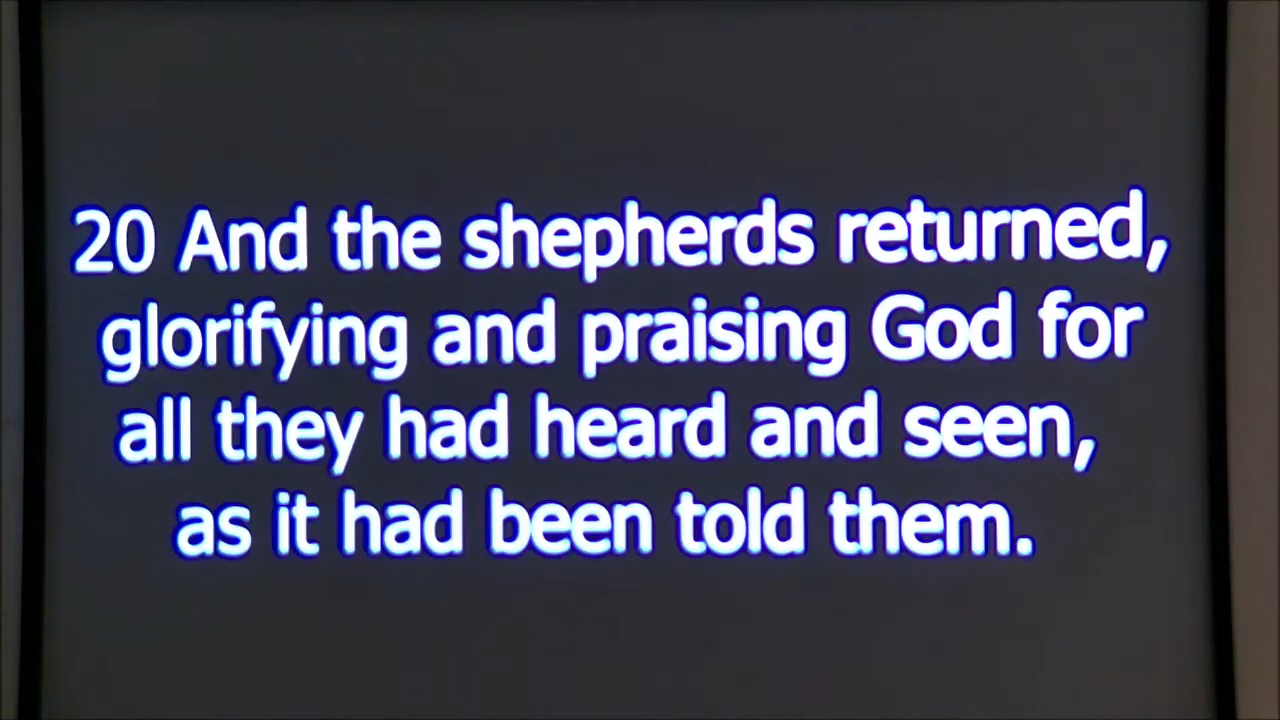 20 And the shepherds returned,
glorifying and praising God for
all they had heard and seen,
as it had been told them.